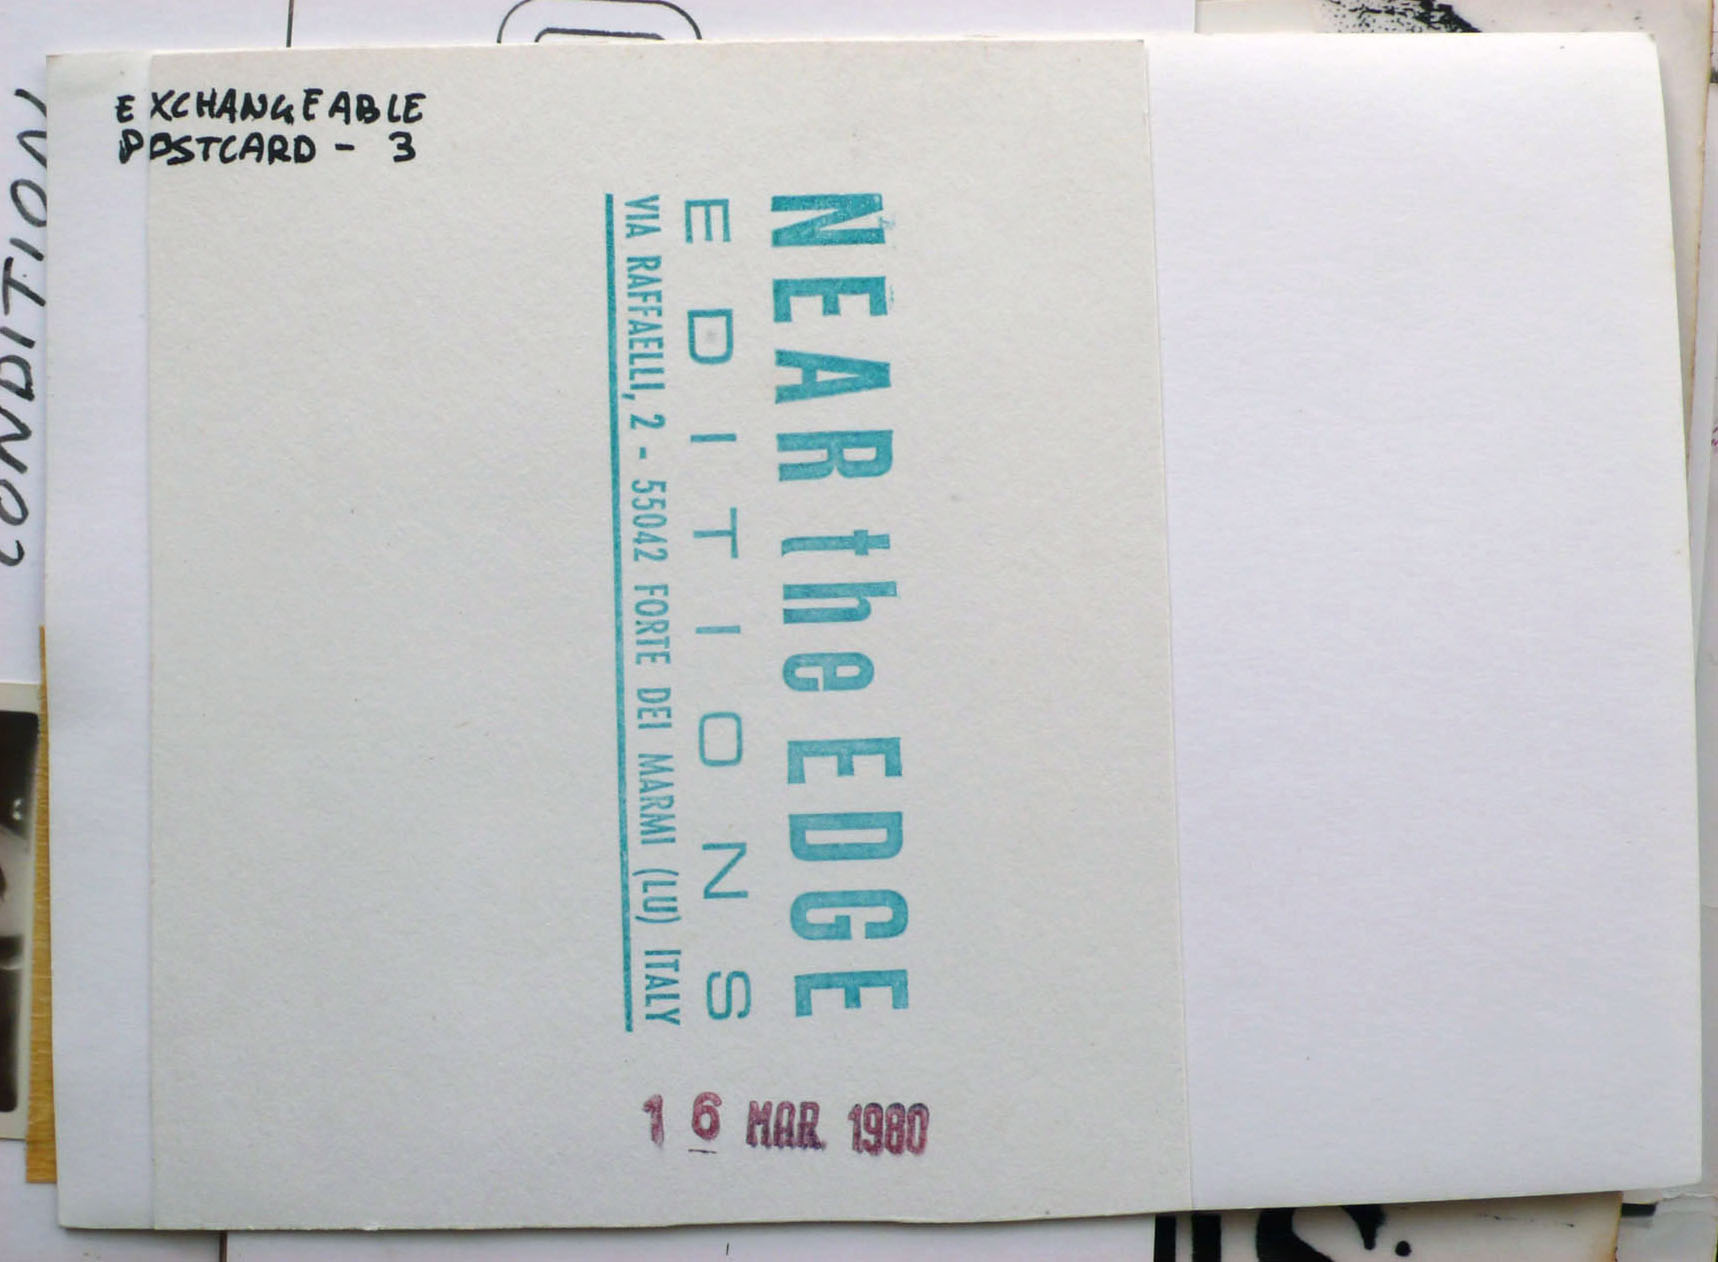 EXCHANGEABLE
POSTCARD - 3
NEAR the EDGE
EDITIONS
VIA RAFFAELLI, 2 - 55042 FORTE DEI MARMI (LU) ITALY
16 MAR. 1980
CONDITION